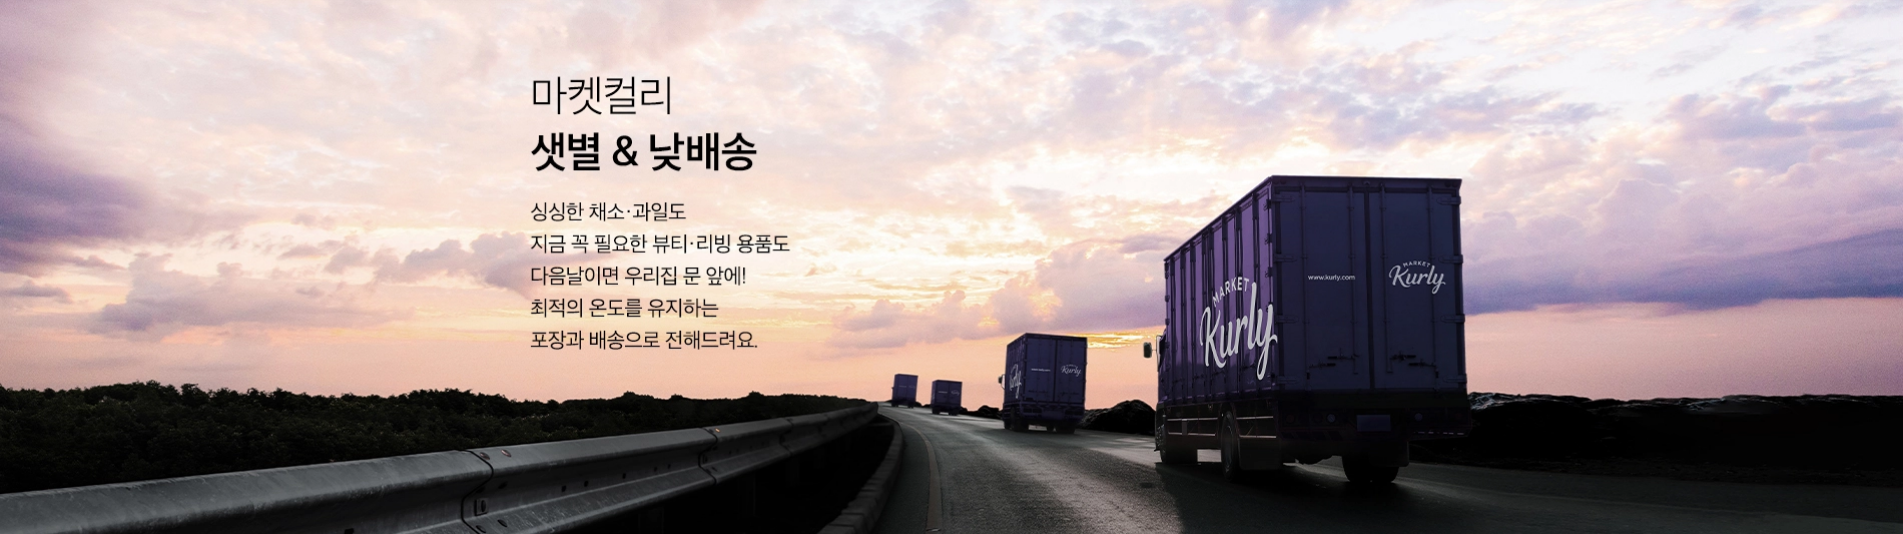 마켓컬리
샛별 & 낮배송
싱싱한 채소·과일도
지금 꼭 필요한 뷰티·리빙 용품도
다음날이면 우리집 문 앞에!
최적의 온도를 유지하는
포장과 배송으로 전해드려요.
MARKET
Kurly
www.kurly.com
MARKET
Kurly
Kurly